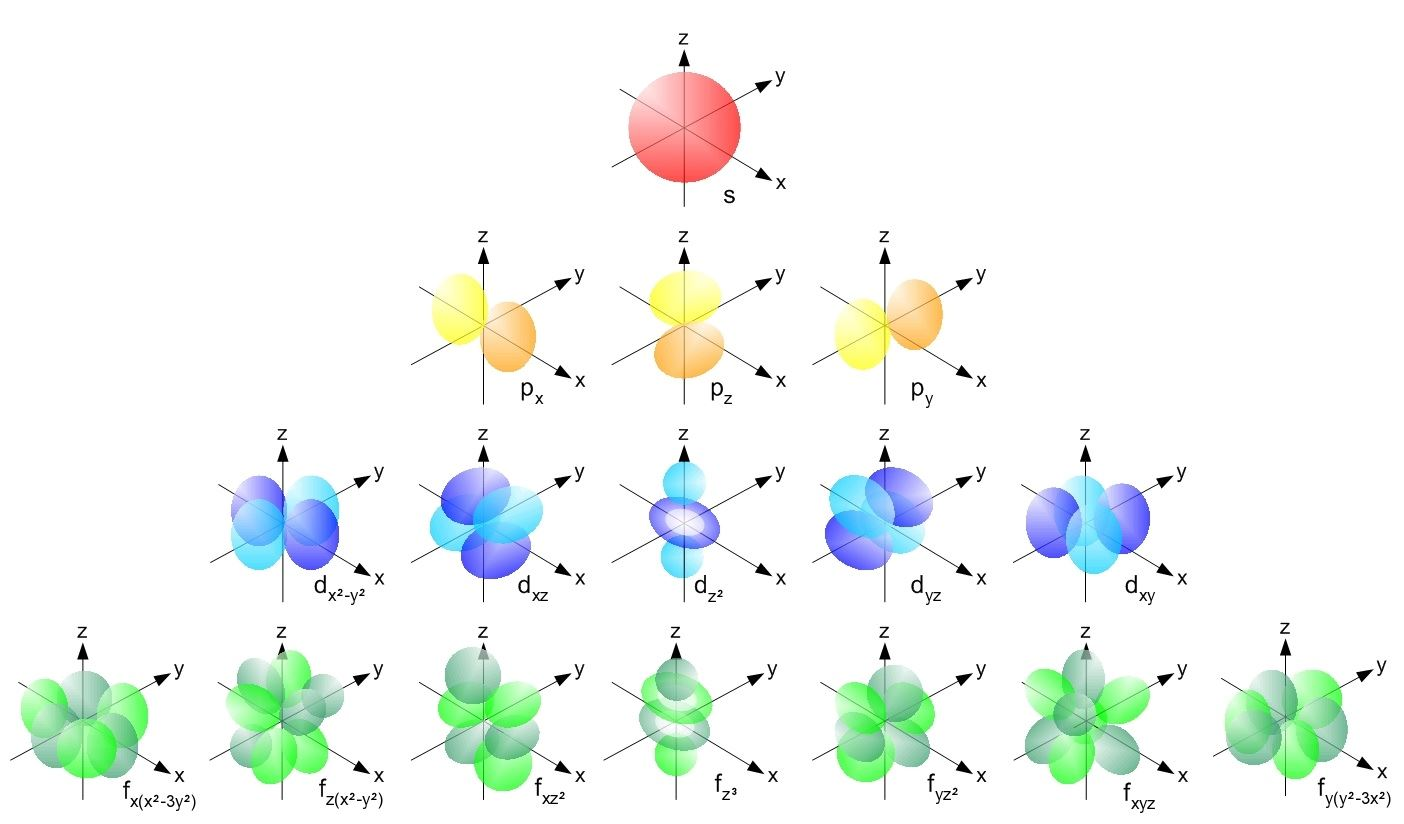 z
y
x
s
z z z
y y y
x x x
pₓ p_z p_y
z z z z z
y y y y y
x x x x x
d_x²-y² d_xz d_z² d_yz d_xy
z z z z z z z
y y y y y y y
x x x x x x x
f_x(x²-3y²) f_z(x²-y²) f_xz² f_z³ f_yz² f_xyz f_y(y²-3x²)